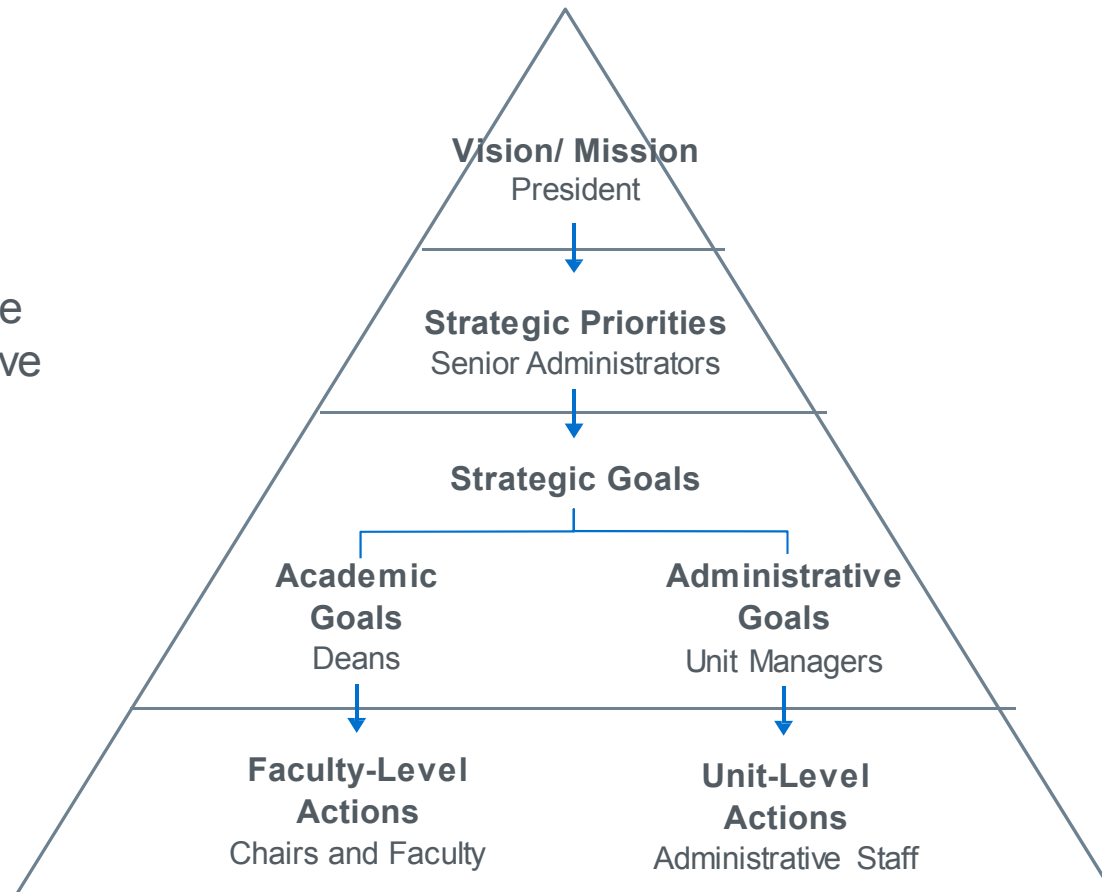 Vision/ Mission
President
e
ve
Strategic Priorities
Senior Administrators
Strategic Goals
Academic
Goals
Deans
Administrative
Goals
Unit Managers
Faculty-Level
Actions
Chairs and Faculty
Unit-Level
Actions
Administrative Staff